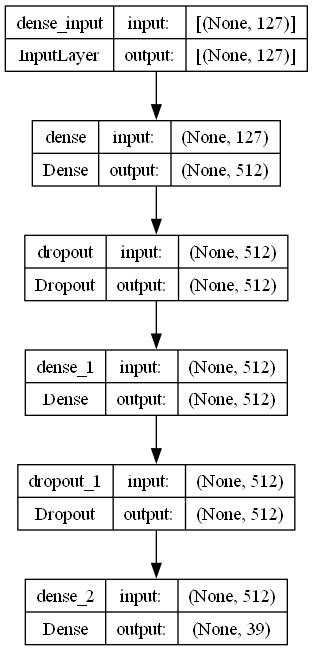 dense_input input: [(None, 127)]
InputLayer output: [(None, 127)]
dense input: (None, 127)
Dense output: (None, 512)
dropout input: (None, 512)
Dropout output: (None, 512)
dense_1 input: (None, 512)
Dense output: (None, 512)
dropout_1 input: (None, 512)
Dropout output: (None, 512)
dense_2 input: (None, 512)
Dense output: (None, 39)